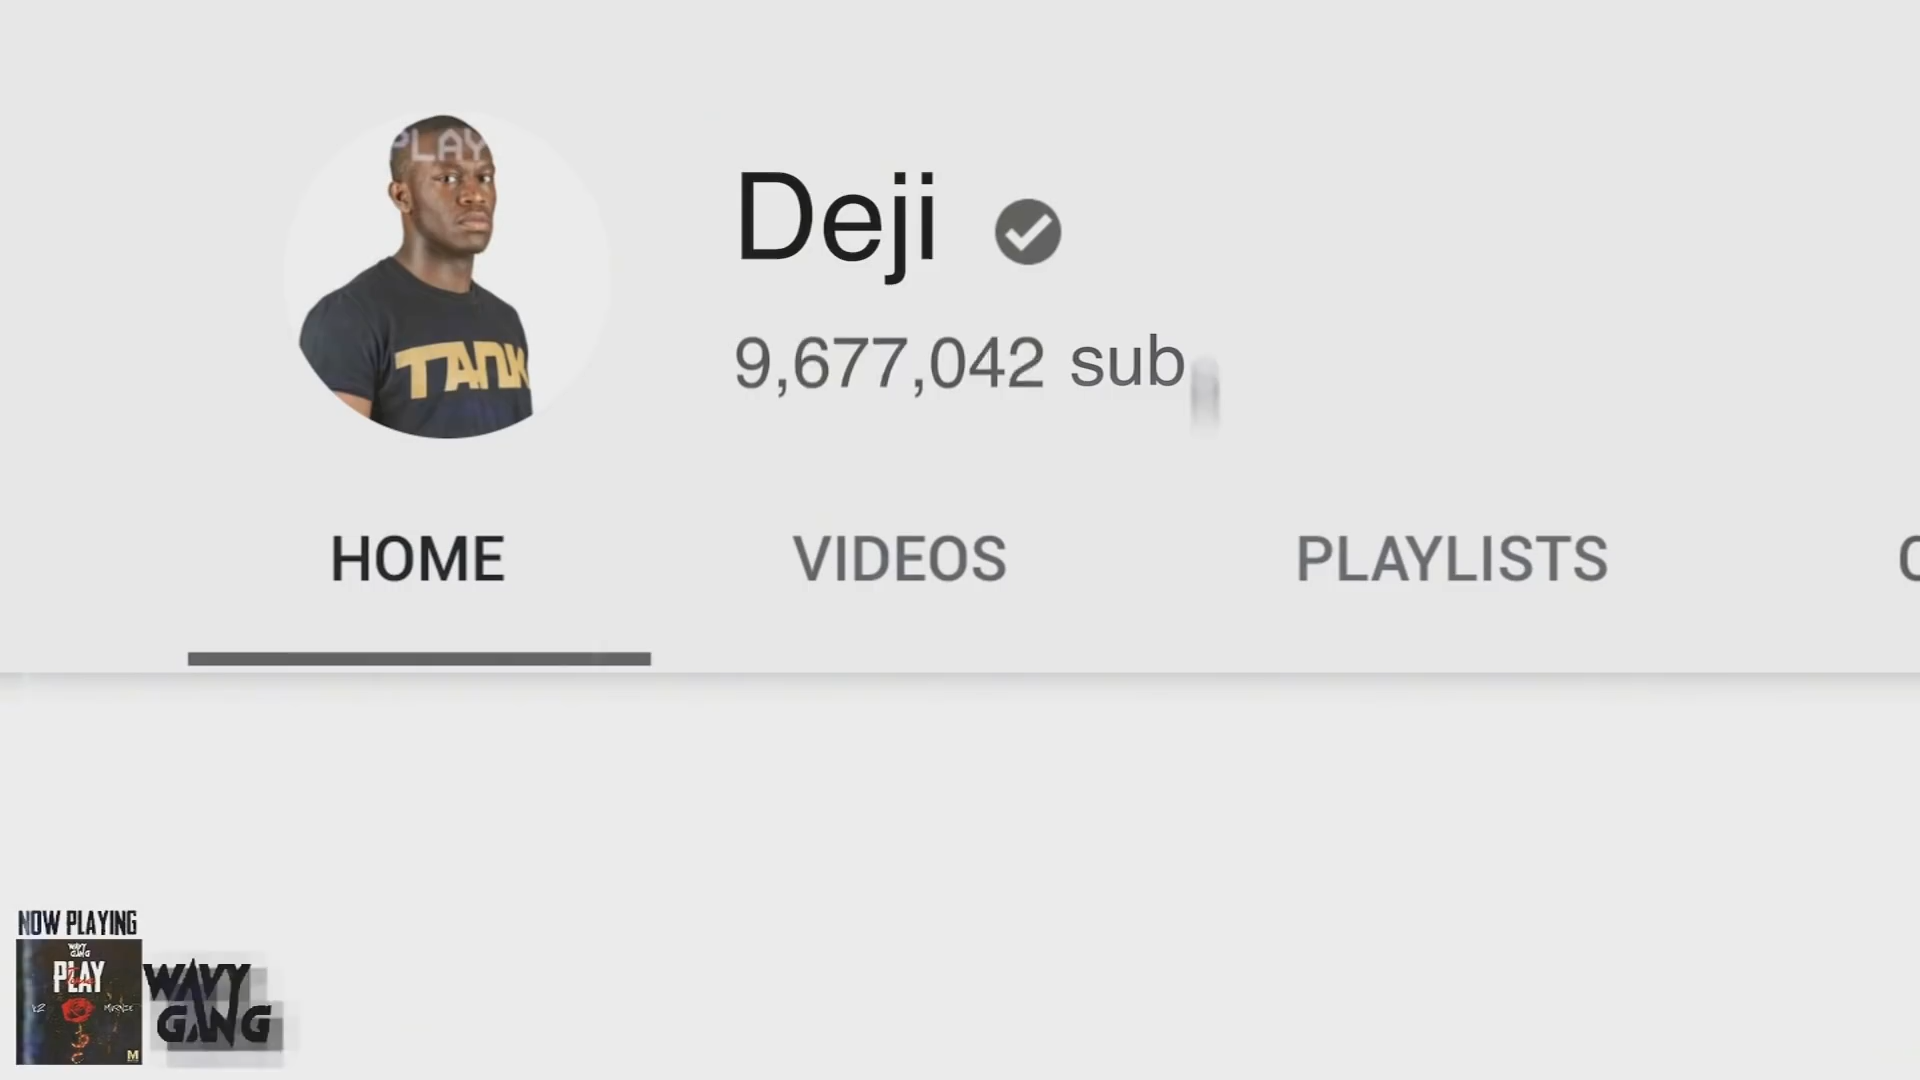 PLAY
Deji
9,677,042 sub
TANK
HOME VIDEOS PLAYLISTS C
NOW PLAYING
WAVY
GANG
PLAY
WAVY
GANG
M